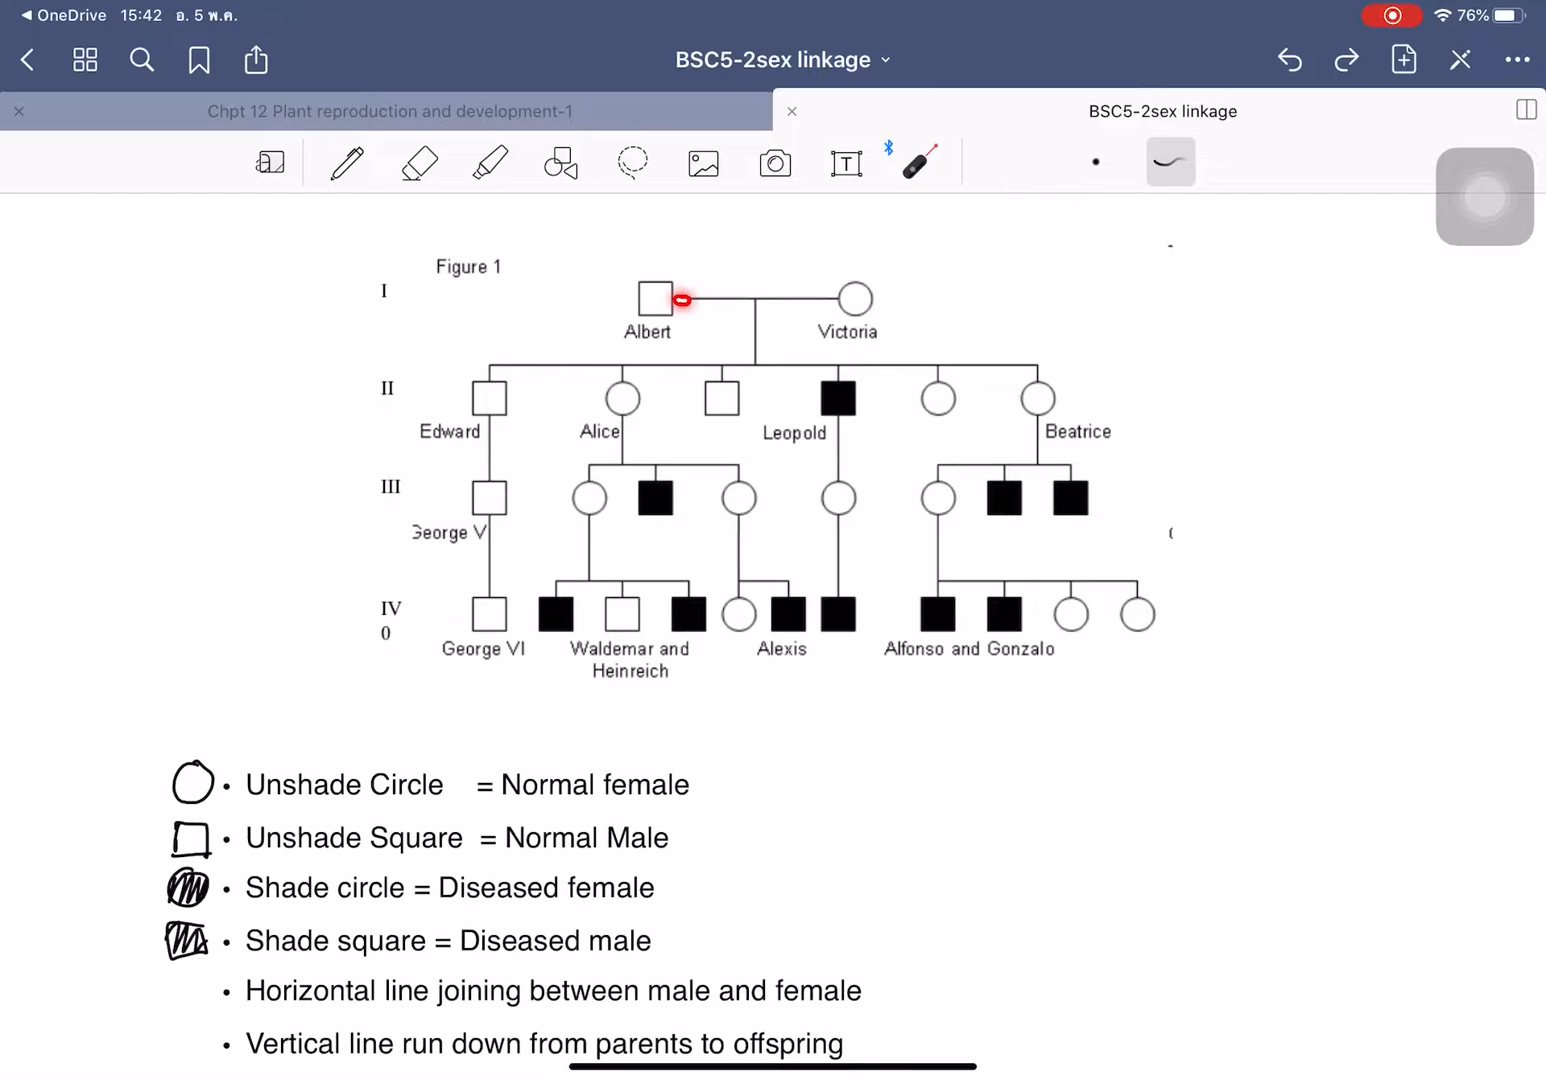 OneDrive 15:42 อ. 5 พ.ค. 76%
BSC5-2sex linkage
Chpt 12 Plant reproduction and development-1
BSC5-2sex linkage
T
Figure 1
I
Albert Victoria
II
Edward Alice Leopold Beatrice
III
George V
IV
0
George VI Waldemar and Alexis Alfonso and Gonzalo
Heinreich
• Unshade Circle = Normal female
• Unshade Square = Normal Male
• Shade circle = Diseased female
• Shade square = Diseased male
• Horizontal line joining between male and female
• Vertical line run down from parents to offspring